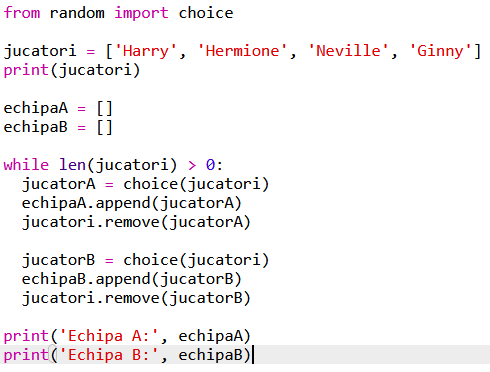 from random import choice
jucatori = ['Harry', 'Hermione', 'Neville', 'Ginny']
print(jucatori)
echipaA = []
echipaB = []
while len(jucatori) > 0:
  jucatorA = choice(jucatori)
  echipaA.append(jucatorA)
  jucatori.remove(jucatorA)
  jucatorB = choice(jucatori)
  echipaB.append(jucatorB)
  jucatori.remove(jucatorB)
print('Echipa A:', echipaA)
print('Echipa B:', echipaB)